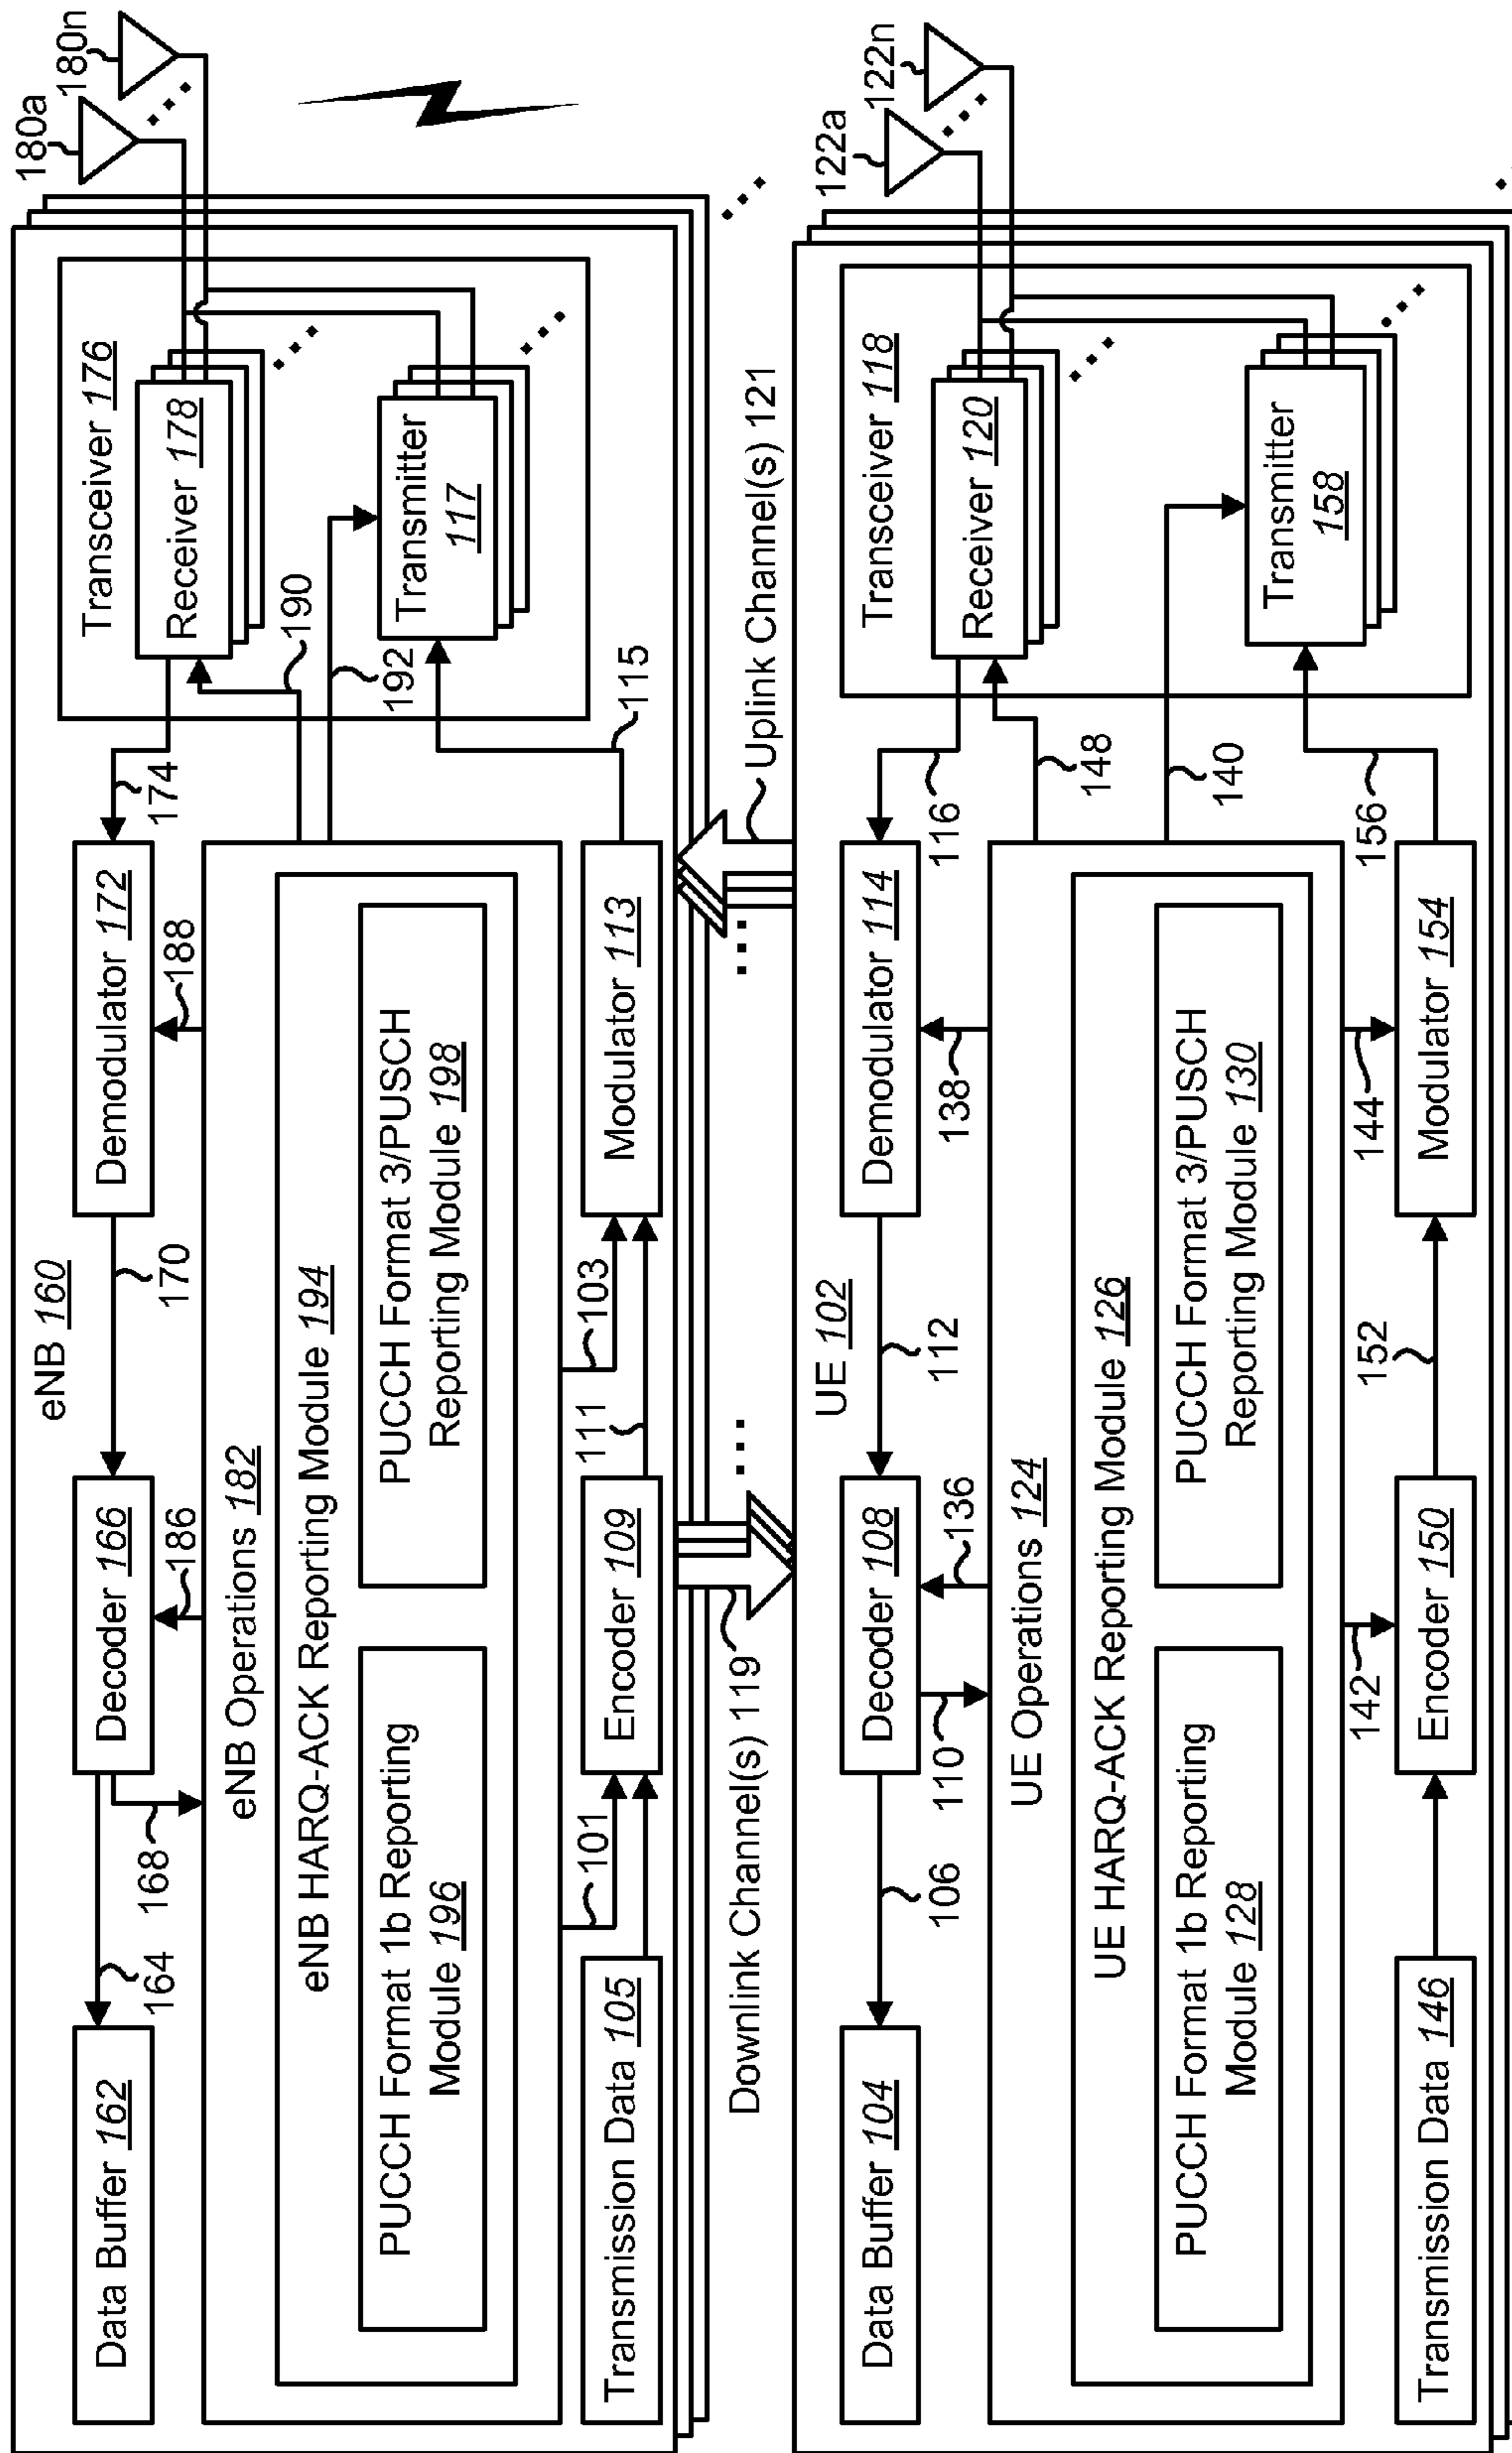 180a
180n
eNB 160
Transceiver 176
Data Buffer 162
164
Decoder 166
170
Demodulator 172
174
Receiver 178
168
186
188
190
eNB Operations 182
192
eNB HARQ-ACK Reporting Module 194
PUCCH Format 1b Reporting
Module 196
PUCCH Format 3/PUSCH
Reporting Module 198
Transmitter
117
101
103
115
Transmission Data 105
Encoder 109
111
Modulator 113
Downlink Channel(s) 119
Uplink Channel(s) 121
122a
122n
UE 102
Transceiver 118
Data Buffer 104
106
Decoder 108
112
Demodulator 114
116
Receiver 120
110
136
138
148
UE Operations 124
UE HARQ-ACK Reporting Module 126
140
PUCCH Format 1b Reporting
Module 128
PUCCH Format 3/PUSCH
Reporting Module 130
Transmitter
158
142
144
156
Transmission Data 146
Encoder 150
152
Modulator 154